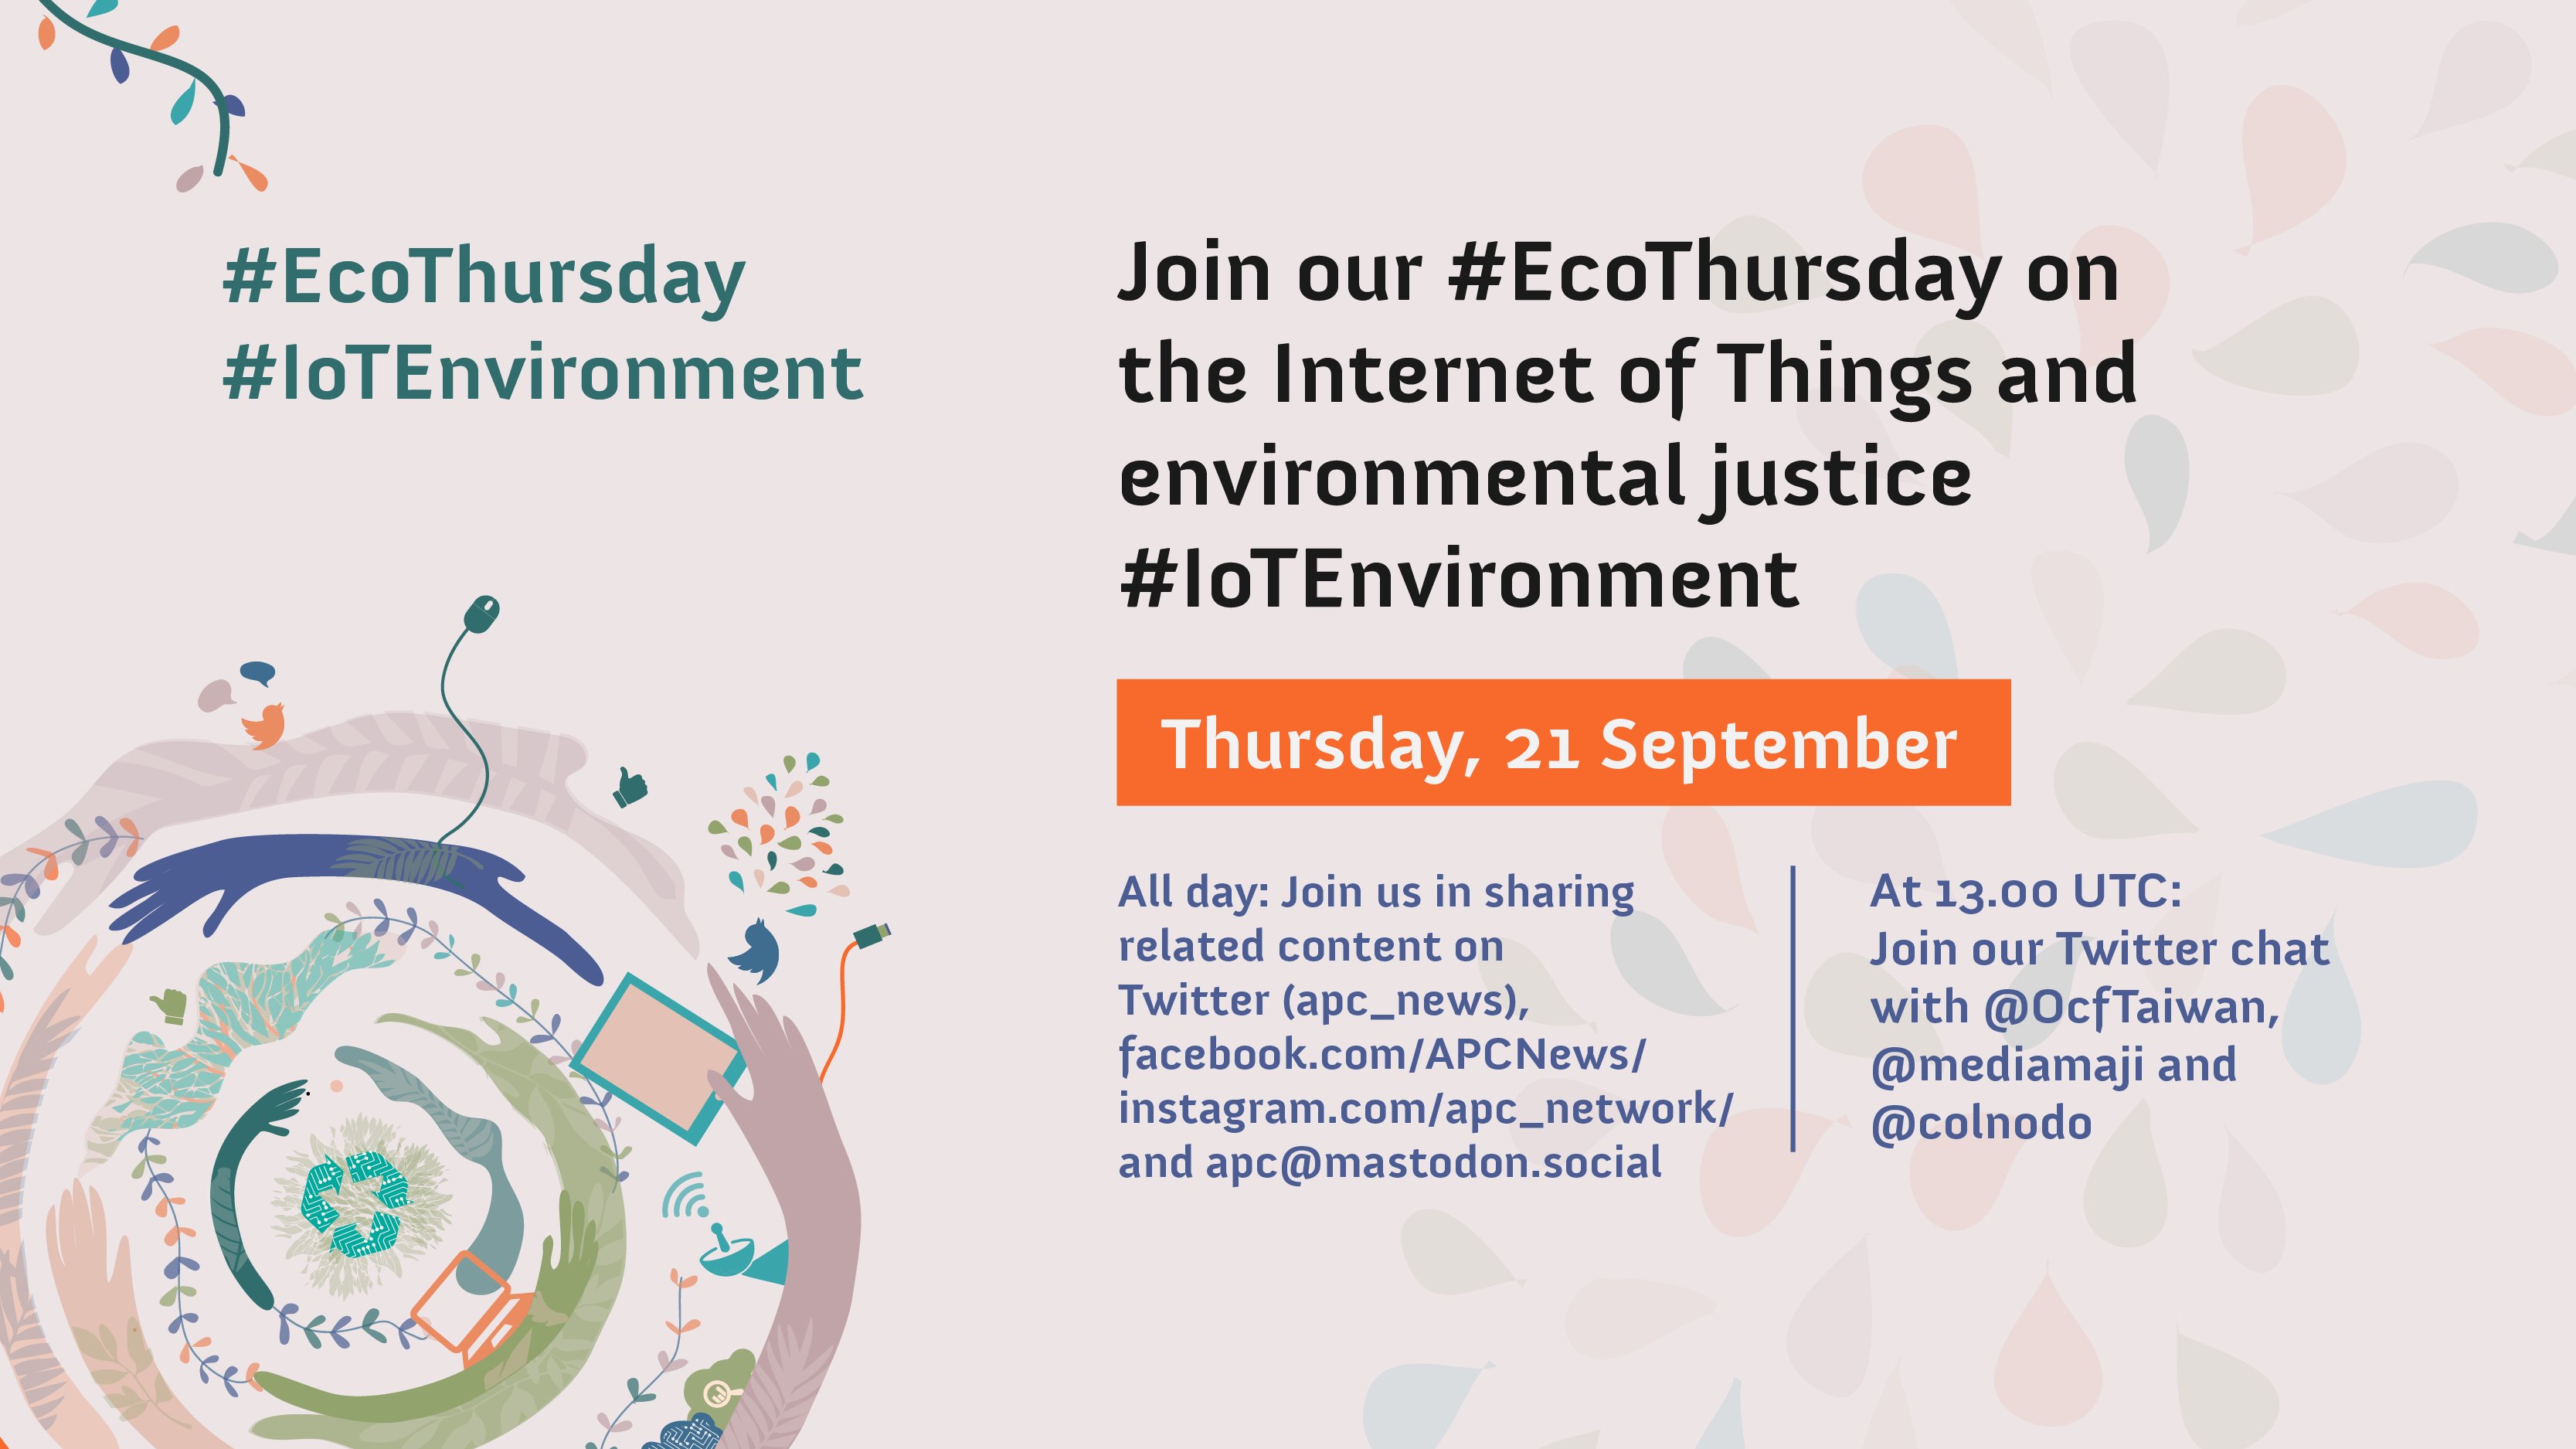 #EcoThursday
#IoTEnvironment
Join our #EcoThursday on
the Internet of Things and
environmental justice
#IoTEnvironment
Thursday, 21 September
All day: Join us in sharing
related content on
Twitter (apc_news),
facebook.com/APCNews/
instagram.com/apc_network/
and apc@mastodon.social
At 13.00 UTC:
Join our Twitter chat
with @OcfTaiwan,
@mediamaji and
@colnodo